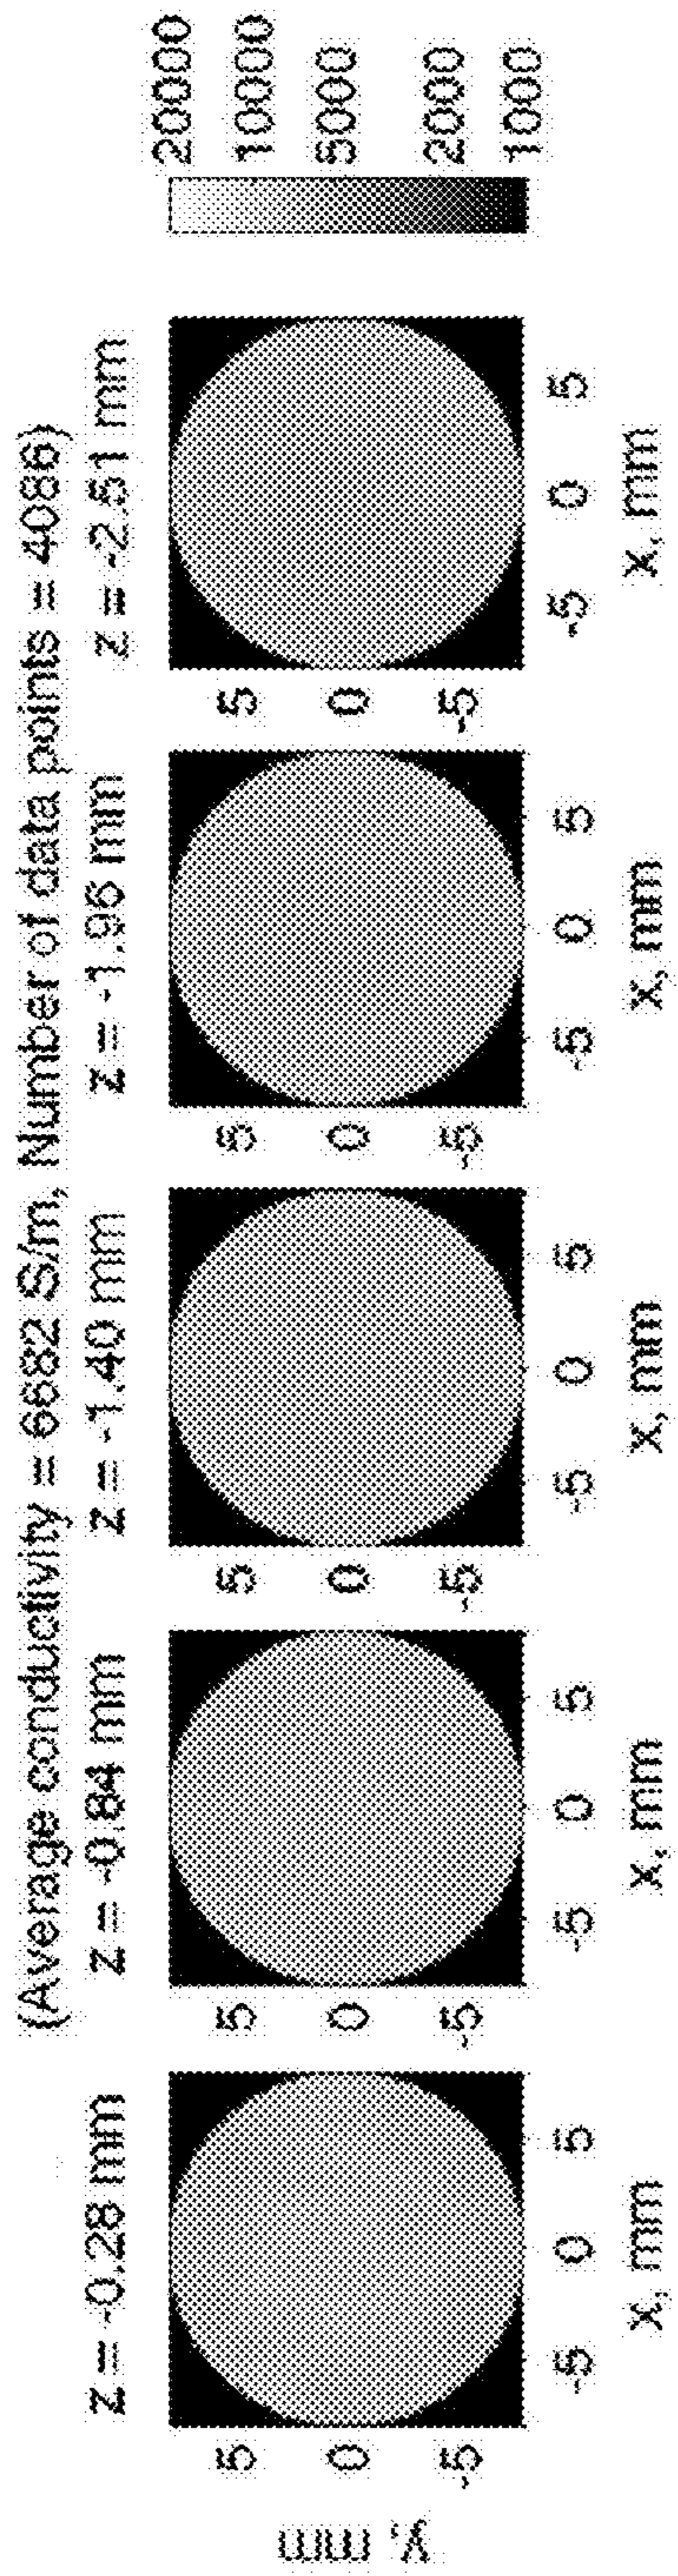 (Average conductivity = 6682 S/m, Number of data points = 4086)
z = -0.28 mm
z = -0.84 mm
z = -1.40 mm
z = -1.96 mm
z = -2.51 mm
y, mm
5
0
-5
5
0
-5
5
0
-5
5
0
-5
5
0
-5
20000
10000
5000
2000
1000
-5 0 5
-5 0 5
-5 0 5
-5 0 5
-5 0 5
x, mm
x, mm
x, mm
x, mm
x, mm